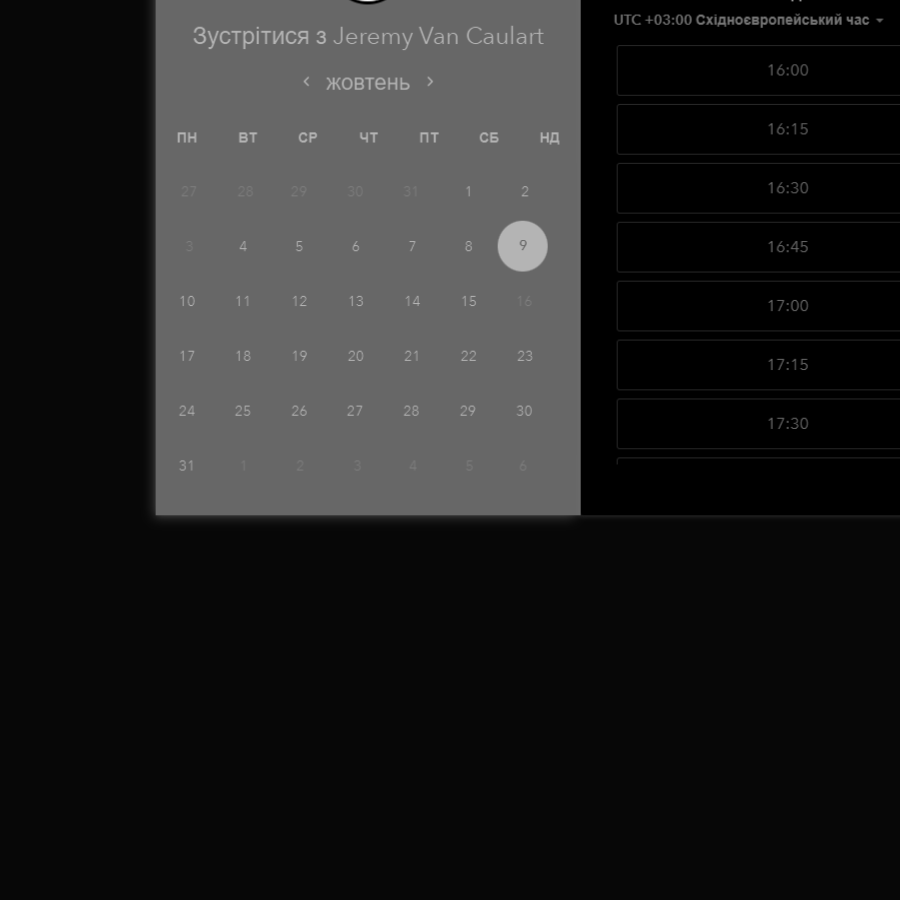 Зустрітися з Jeremy Van Caulart
жовтень
ПН ВТ СР ЧТ ПТ СБ НД
27 28 29 30 31 1 2
3 4 5 6 7 8 9
10 11 12 13 14 15 16
17 18 19 20 21 22 23
24 25 26 27 28 29 30
31 1 2 3 4 5 6
UTC +03:00 Східноєвропейський час
16:00
16:15
16:30
16:45
17:00
17:15
17:30